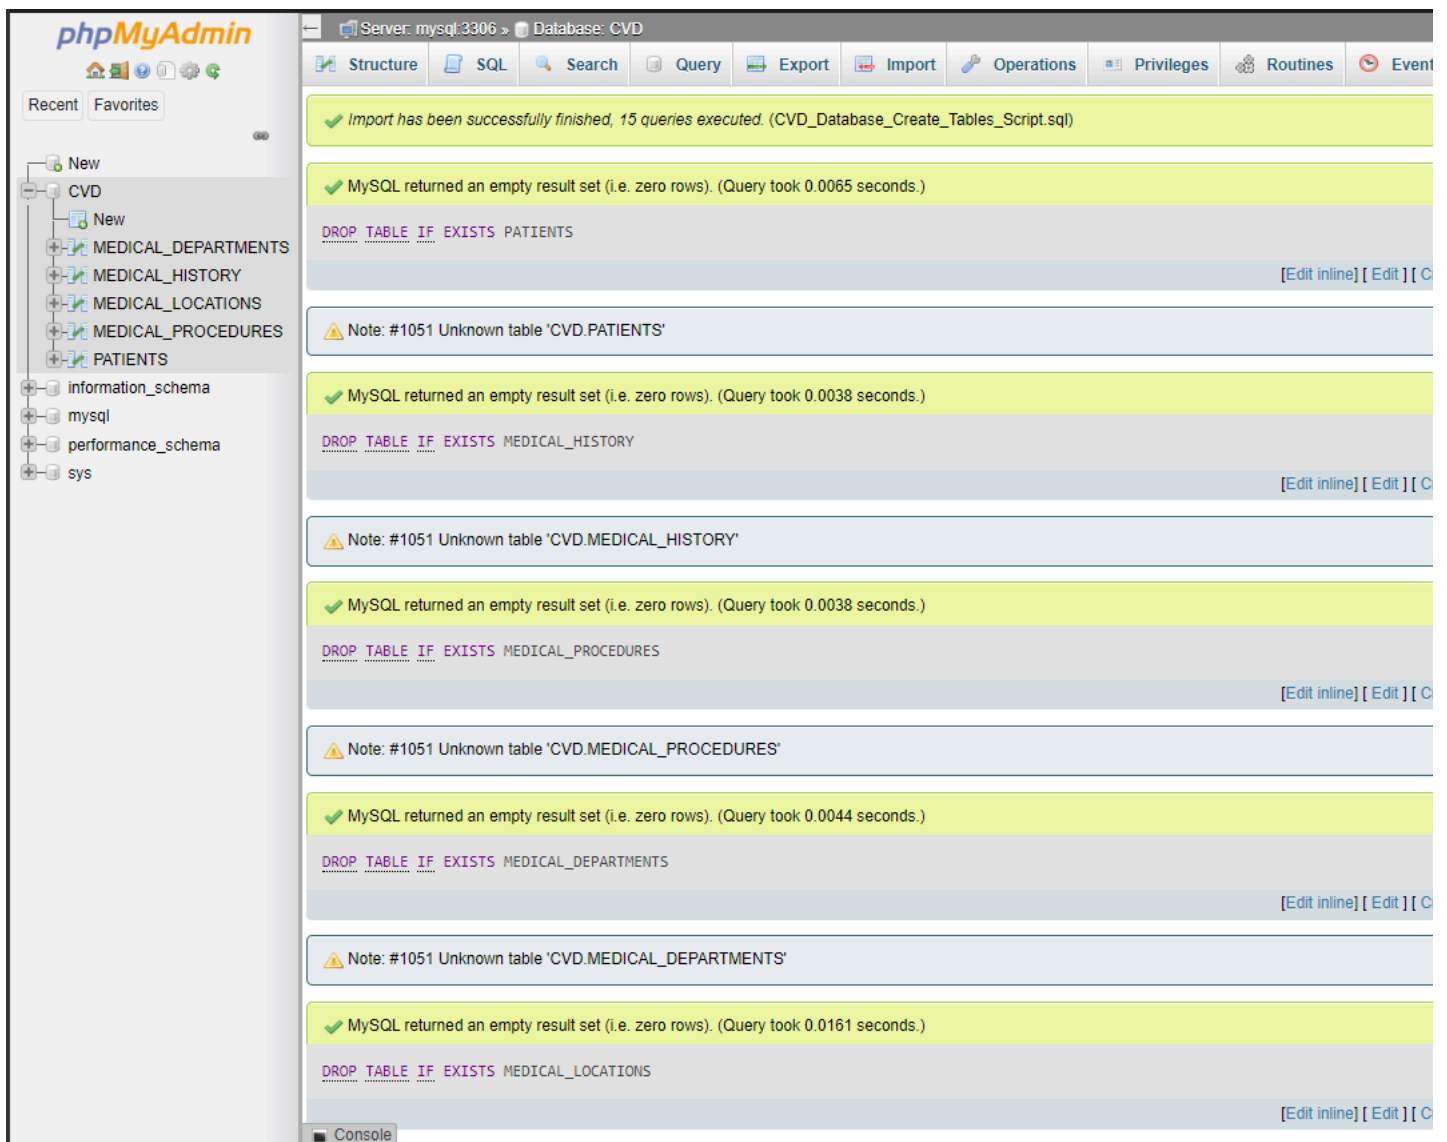 phpMyAdmin
Recent Favorites
New
CVD
New
MEDICAL_DEPARTMENTS
MEDICAL_HISTORY
MEDICAL_LOCATIONS
MEDICAL_PROCEDURES
PATIENTS
information_schema
mysql
performance_schema
sys
Server: mysql:3306 » Database: CVD
Structure SQL Search Query Export Import Operations Privileges Routines Event
Import has been successfully finished, 15 queries executed. (CVD_Database_Create_Tables_Script.sql)
MySQL returned an empty result set (i.e. zero rows). (Query took 0.0065 seconds.)
DROP TABLE IF EXISTS PATIENTS
[Edit inline] [ Edit ] [ C
Note: #1051 Unknown table 'CVD.PATIENTS'
MySQL returned an empty result set (i.e. zero rows). (Query took 0.0038 seconds.)
DROP TABLE IF EXISTS MEDICAL_HISTORY
[Edit inline] [ Edit ] [ C
Note: #1051 Unknown table 'CVD.MEDICAL_HISTORY'
MySQL returned an empty result set (i.e. zero rows). (Query took 0.0038 seconds.)
DROP TABLE IF EXISTS MEDICAL_PROCEDURES
[Edit inline] [ Edit ] [ C
Note: #1051 Unknown table 'CVD.MEDICAL_PROCEDURES'
MySQL returned an empty result set (i.e. zero rows). (Query took 0.0044 seconds.)
DROP TABLE IF EXISTS MEDICAL_DEPARTMENTS
[Edit inline] [ Edit ] [ C
Note: #1051 Unknown table 'CVD.MEDICAL_DEPARTMENTS'
MySQL returned an empty result set (i.e. zero rows). (Query took 0.0161 seconds.)
DROP TABLE IF EXISTS MEDICAL_LOCATIONS
[Edit inline] [ Edit ] [ C
Console